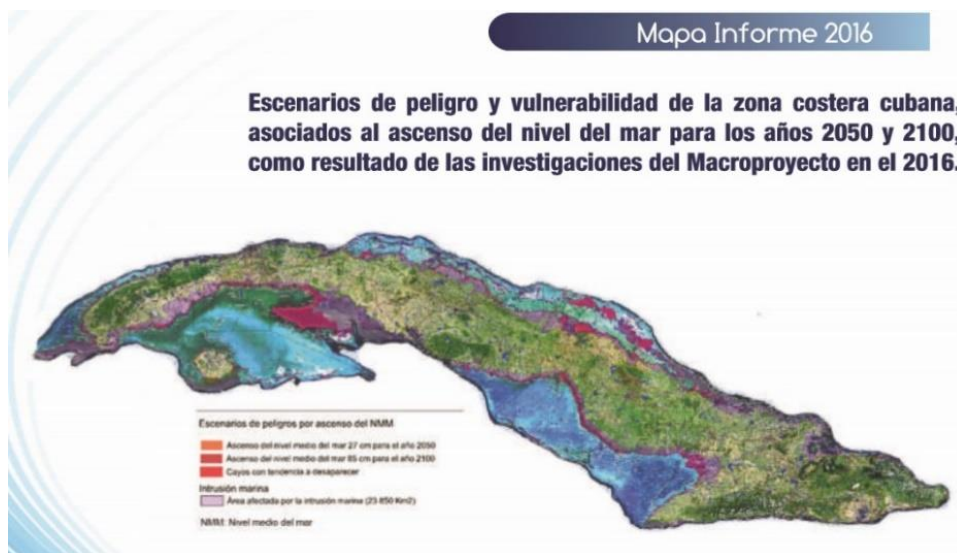 Mapa Informe 2016
Escenarios de peligro y vulnerabilidad de la zona costera cubana,
asociados al ascenso del nivel del mar para los años 2050 y 2100,
como resultado de las investigaciones del Macroproyecto en el 2016.
Escenarios de peligros por ascenso del NMM
Ascenso del nivel medio del mar 27 cm para el año 2050
Ascenso del nivel medio del mar 85 cm para el año 2100
Cayos con tendencia a desaparecer
Intrusión marina
Área afectada por la intrusión marina (23 850 Km2)
NMM: Nivel medio del mar